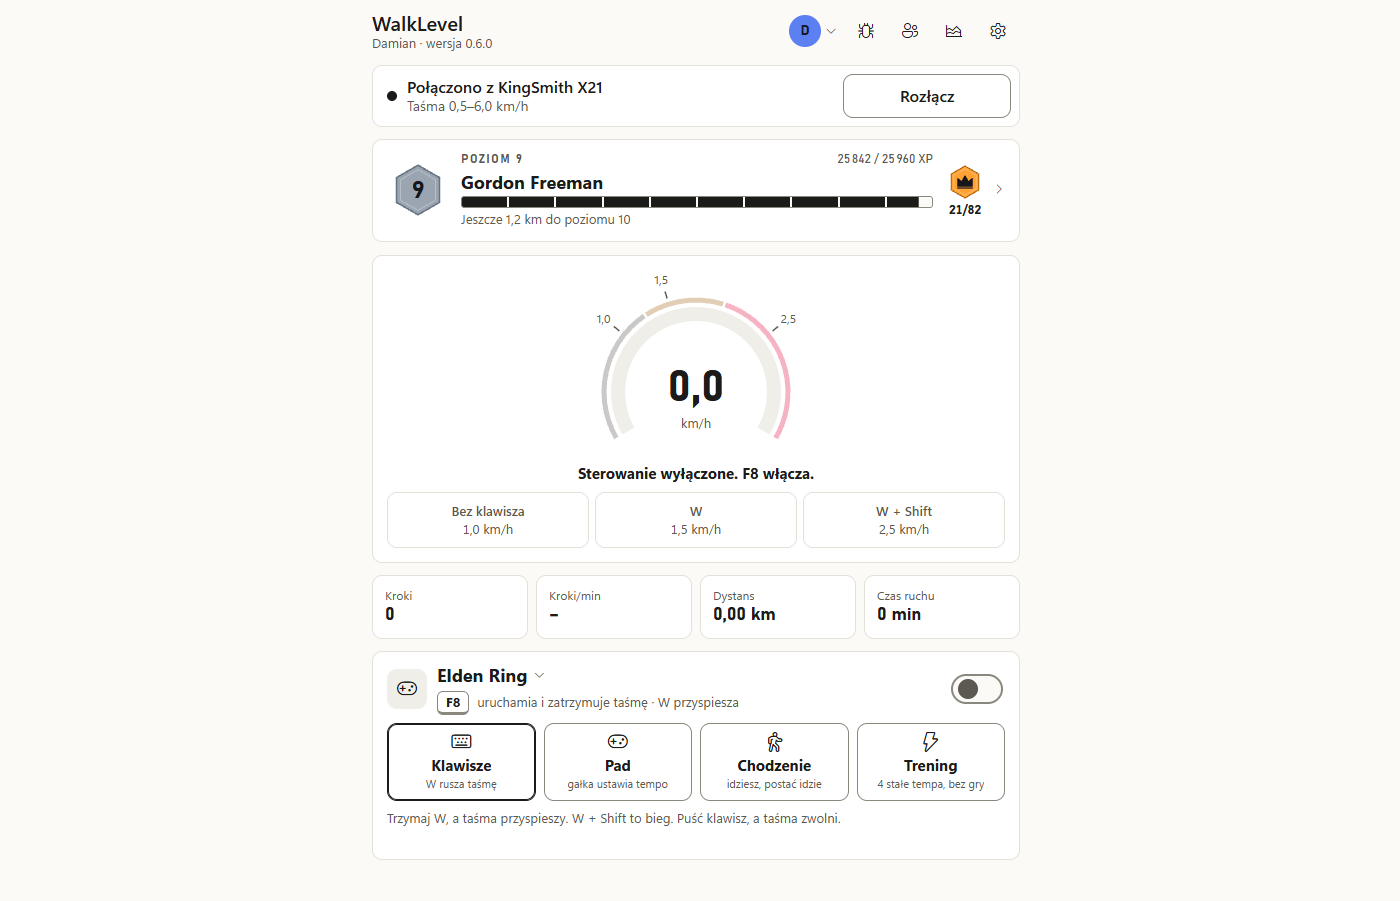 WalkLevel
Damian · wersja 0.6.0
D
Połączono z KingSmith X21
Taśma 0,5–6,0 km/h
Rozłącz
POZIOM 9
25 842 / 25 960 XP
9
Gordon Freeman
21/82
Jeszcze 1,2 km do poziomu 10
1,5
1,0
2,5
0,0
km/h
Sterowanie wyłączone. F8 włącza.
Bez klawisza
1,0 km/h
W
1,5 km/h
W + Shift
2,5 km/h
Kroki
0
Kroki/min
–
Dystans
0,00 km
Czas ruchu
0 min
Elden Ring
F8 uruchamia i zatrzymuje taśmę · W przyspiesza
Klawisze
W rusza taśmę
Pad
gałka ustawia tempo
Chodzenie
idziesz, postać idzie
Trening
4 stałe tempa, bez gry
Trzymaj W, a taśma przyspieszy. W + Shift to bieg. Puść klawisz, a taśma zwolni.